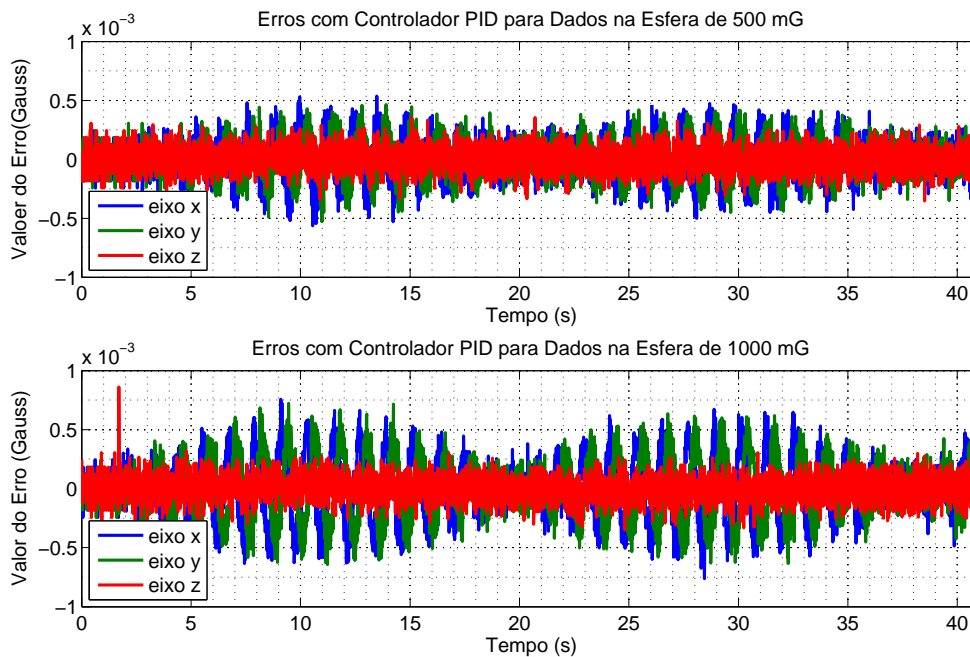 Erros com Controlador PID para Dados na Esfera de 500 mG
x 10⁻³
1
0.5
0
−0.5
−1
Valoer do Erro(Gauss)
eixo x
eixo y
eixo z
0 5 10 15 20 25 30 35 40
Tempo (s)
Erros com Controlador PID para Dados na Esfera de 1000 mG
x 10⁻³
1
0.5
0
−0.5
−1
Valor do Erro (Gauss)
eixo x
eixo y
eixo z
0 5 10 15 20 25 30 35 40
Tempo (s)